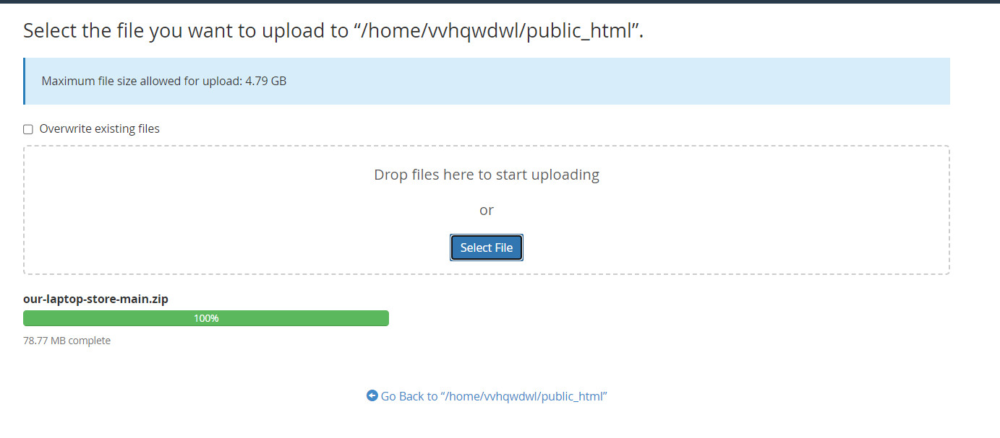 Select the file you want to upload to “/home/vvhqwdwl/public_html”.
Maximum file size allowed for upload: 4.79 GB
Overwrite existing files
Drop files here to start uploading
or
Select File
our-laptop-store-main.zip
100%
78.77 MB complete
Go Back to “/home/vvhqwdwl/public_html”